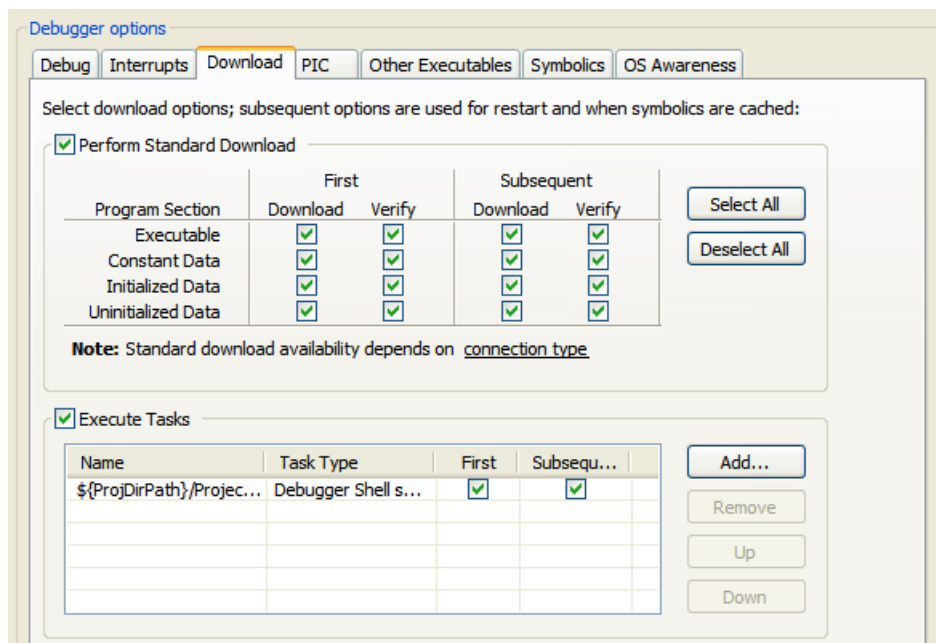 Debugger options
Debug Interrupts Download PIC Other Executables Symbolics OS Awareness
Select download options; subsequent options are used for restart and when symbolics are cached:
Perform Standard Download
First Subsequent
Program Section Download Verify Download Verify
Executable
Constant Data
Initialized Data
Uninitialized Data
Select All
Deselect All
Note: Standard download availability depends on connection type
Execute Tasks
Name Task Type First Subsequ...
${ProjDirPath}/Projec... Debugger Shell s...
Add...
Remove
Up
Down